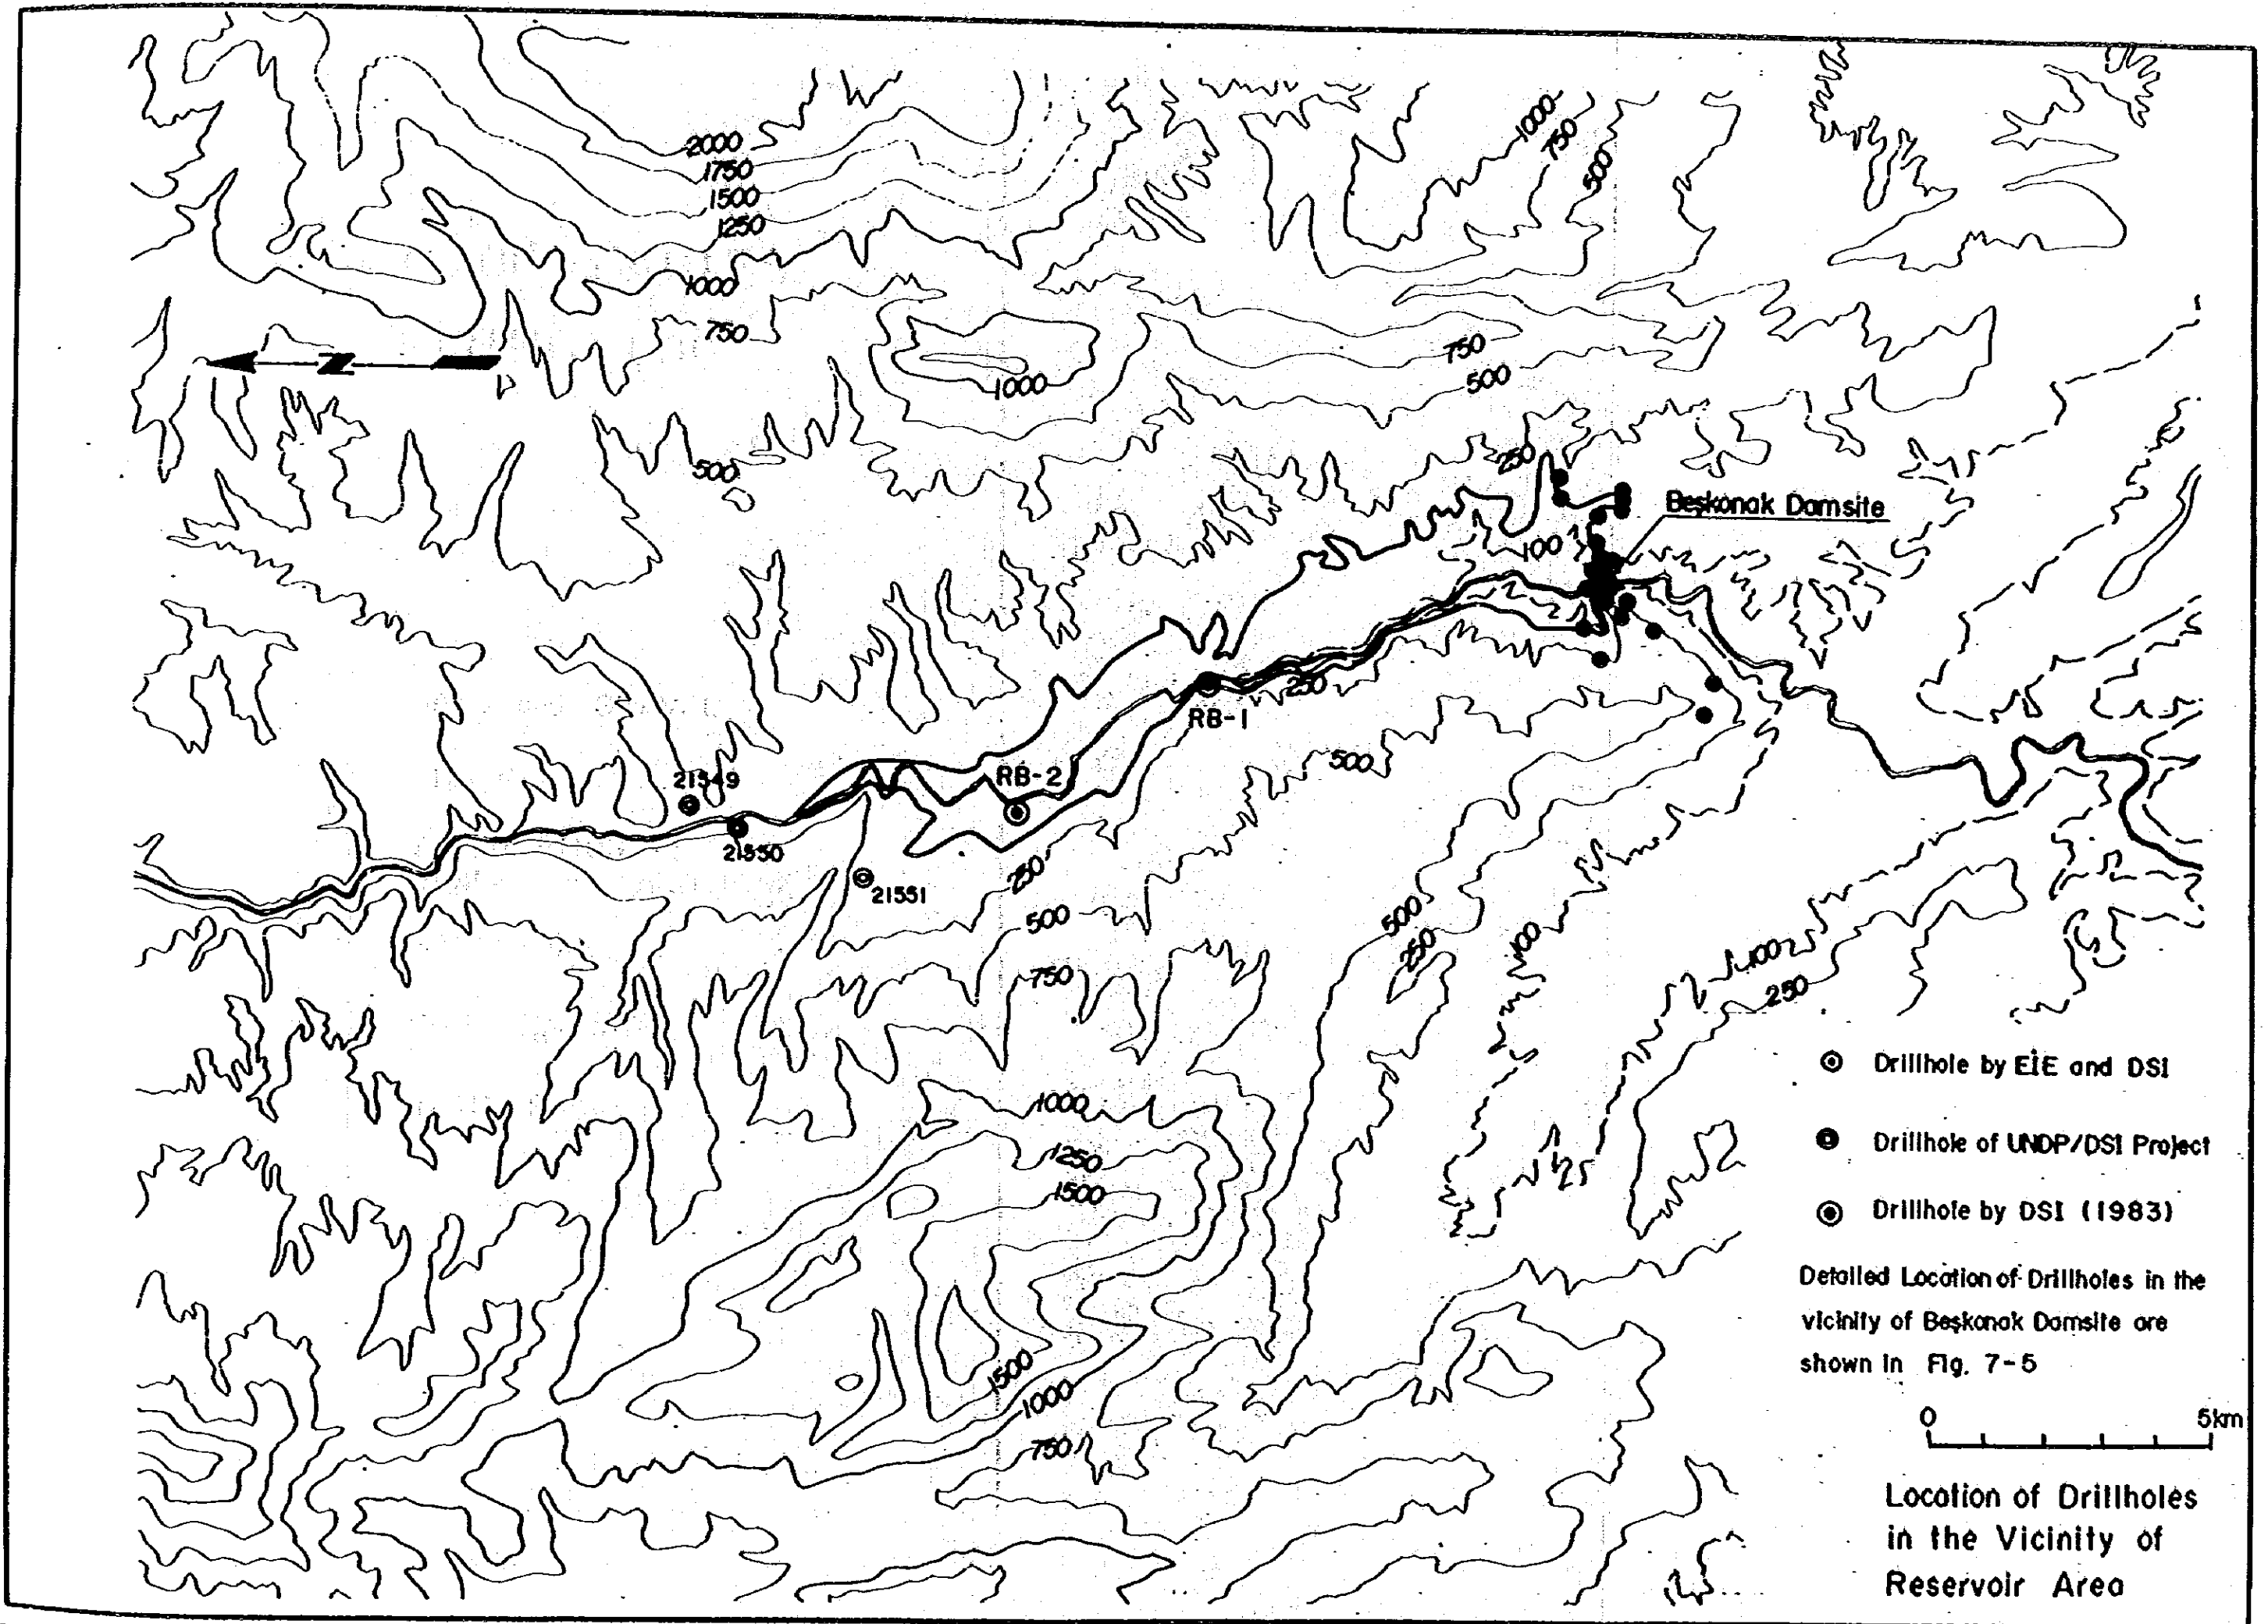 2000
1750
1500
1250
1000
750
1000
750
500
1000
750
500
N
500
250
Beşkonak Damsite
100
250
RB-1
500
RB-2
21549
21550
21551
250
500
750
500
250
100
100
250
1000
1250
1500
1500
1000
750
Drillhole by EİE and DSI
Drillhole of UNDP/DSI Project
Drillhole by DSI (1983)
Detailed Location of Drillholes in the
vicinity of Beşkonak Damsite are
shown in Fig. 7-5
0 5km
Location of Drillholes
in the Vicinity of
Reservoir Area